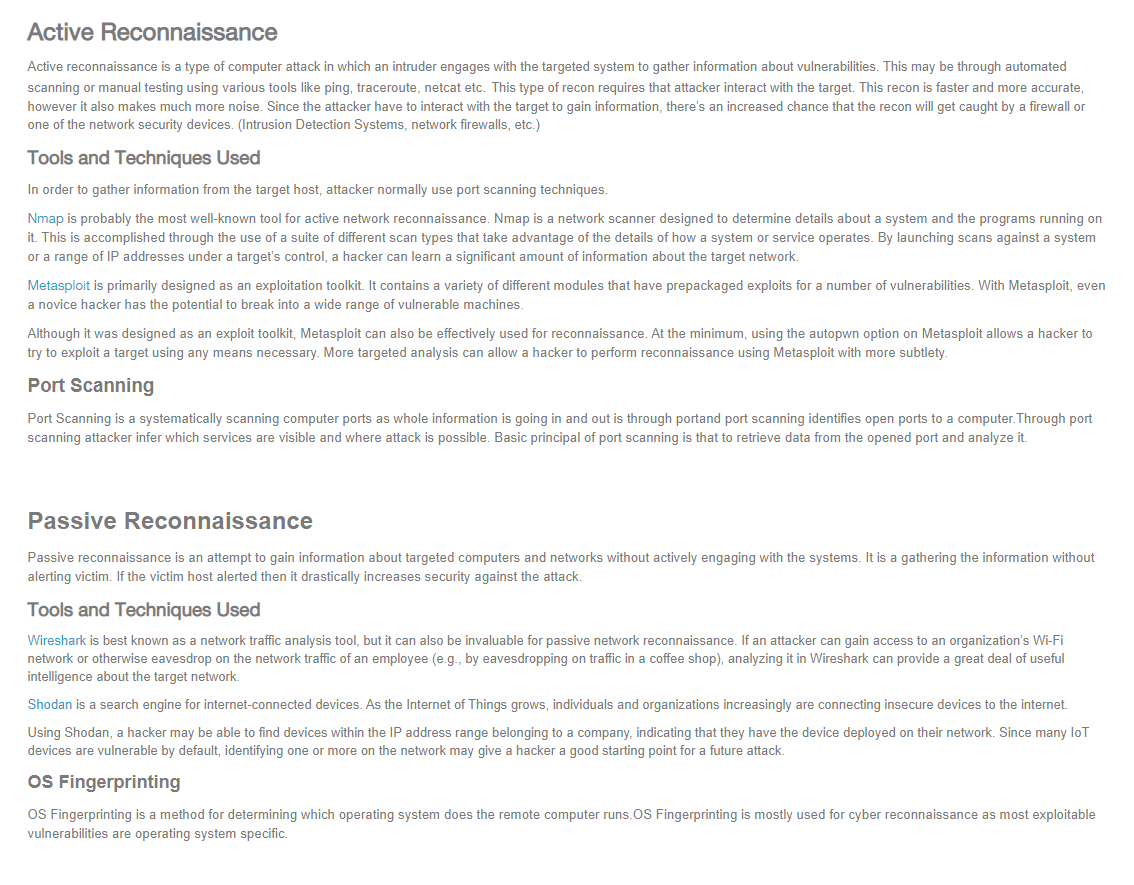 Active Reconnaissance
Active reconnaissance is a type of computer attack in which an intruder engages with the targeted system to gather information about vulnerabilities. This may be through automated
scanning or manual testing using various tools like ping, traceroute, netcat etc. This type of recon requires that attacker interact with the target. This recon is faster and more accurate,
however it also makes much more noise. Since the attacker have to interact with the target to gain information, there's an increased chance that the recon will get caught by a firewall or
one of the network security devices. (Intrusion Detection Systems, network firewalls, etc.)
Tools and Techniques Used
In order to gather information from the target host, attacker normally use port scanning techniques.
Nmap is probably the most well-known tool for active network reconnaissance. Nmap is a network scanner designed to determine details about a system and the programs running on
it. This is accomplished through the use of a suite of different scan types that take advantage of the details of how a system or service operates. By launching scans against a system
or a range of IP addresses under a target's control, a hacker can learn a significant amount of information about the target network.
Metasploit is primarily designed as an exploitation toolkit. It contains a variety of different modules that have prepackaged exploits for a number of vulnerabilities. With Metasploit, even
a novice hacker has the potential to break into a wide range of vulnerable machines.
Although it was designed as an exploit toolkit, Metasploit can also be effectively used for reconnaissance. At the minimum, using the autopwn option on Metasploit allows a hacker to
try to exploit a target using any means necessary. More targeted analysis can allow a hacker to perform reconnaissance using Metasploit with more subtlety.
Port Scanning
Port Scanning is a systematically scanning computer ports as whole information is going in and out is through portand port scanning identifies open ports to a computer.Through port
scanning attacker infer which services are visible and where attack is possible. Basic principal of port scanning is that to retrieve data from the opened port and analyze it.
Passive Reconnaissance
Passive reconnaissance is an attempt to gain information about targeted computers and networks without actively engaging with the systems. It is a gathering the information without
alerting victim. If the victim host alerted then it drastically increases security against the attack.
Tools and Techniques Used
Wireshark is best known as a network traffic analysis tool, but it can also be invaluable for passive network reconnaissance. If an attacker can gain access to an organization's Wi-Fi
network or otherwise eavesdrop on the network traffic of an employee (e.g., by eavesdropping on traffic in a coffee shop), analyzing it in Wireshark can provide a great deal of useful
intelligence about the target network.
Shodan is a search engine for internet-connected devices. As the Internet of Things grows, individuals and organizations increasingly are connecting insecure devices to the internet.
Using Shodan, a hacker may be able to find devices within the IP address range belonging to a company, indicating that they have the device deployed on their network. Since many IoT
devices are vulnerable by default, identifying one or more on the network may give a hacker a good starting point for a future attack.
OS Fingerprinting
OS Fingerprinting is a method for determining which operating system does the remote computer runs.OS Fingerprinting is mostly used for cyber reconnaissance as most exploitable
vulnerabilities are operating system specific.